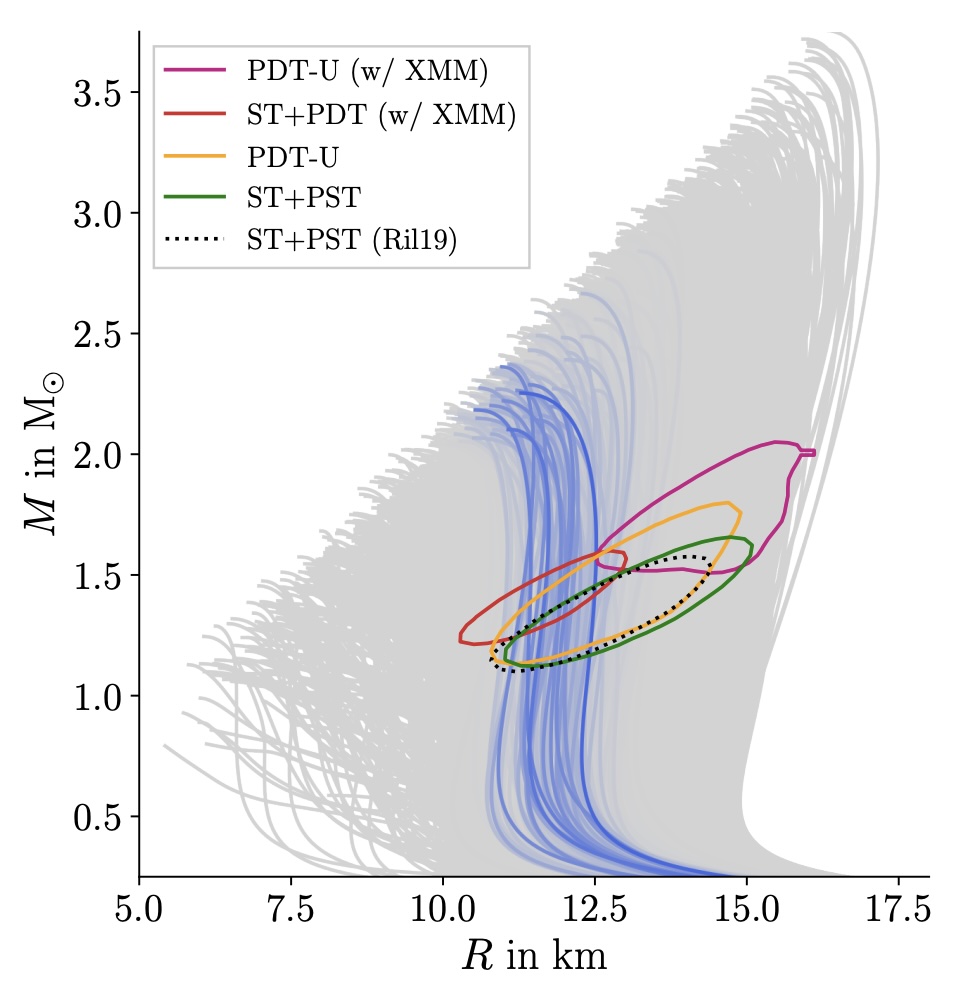 PDT-U (w/ XMM)
ST+PDT (w/ XMM)
PDT-U
ST+PST
ST+PST (Ril19)
3.5
3.0
2.5
2.0
1.5
1.0
0.5
M in M⊙
5.0 7.5 10.0 12.5 15.0 17.5
R in km